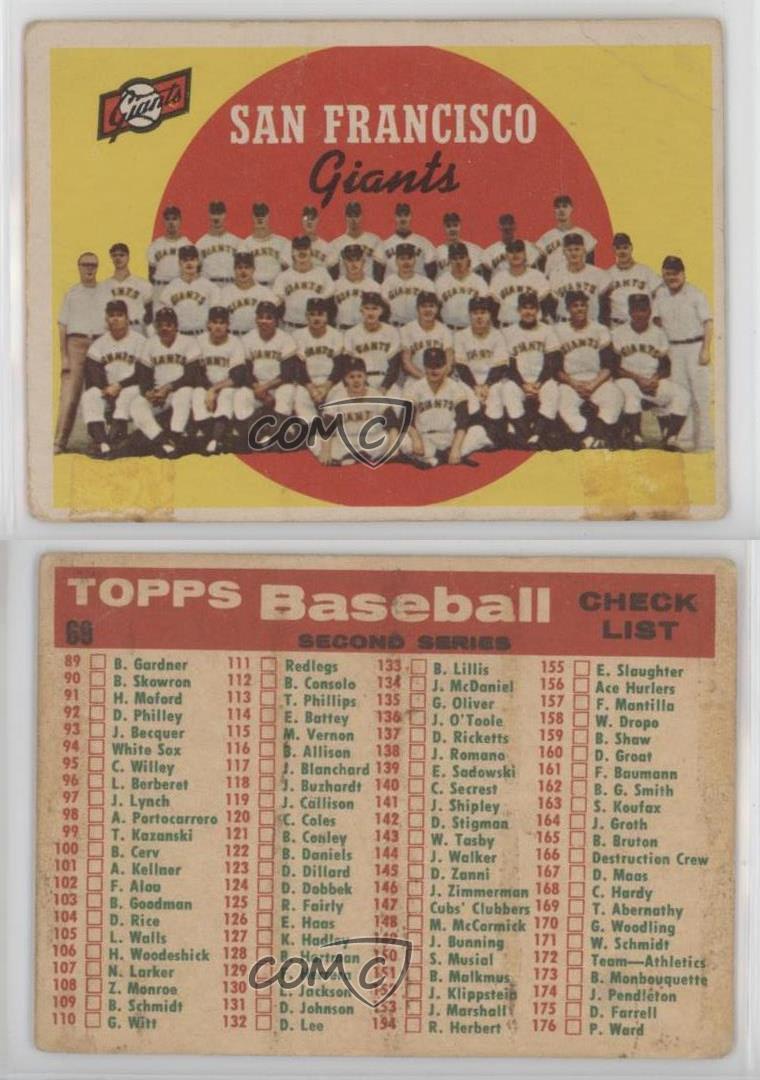 Giants
SAN FRANCISCO
Giants
COMC
TOPPS Baseball CHECK LIST
69
SECOND SERIES
89 B. Gardner
90 B. Skowron
91 H. Moford
92 D. Philley
93 J. Becquer
94 White Sox
95 C. Willey
96 L. Berberet
97 J. Lynch
98 A. Portocarrero
99 T. Kazanski
100 B. Cerv
101 A. Kellner
102 F. Alou
103 B. Goodman
104 D. Rice
105 L. Walls
106 H. Woodeshick
107 N. Larker
108 Z. Monroe
109 B. Schmidt
110 G. Witt
111 Redlegs
112 B. Consolo
113 T. Phillips
114 E. Battey
115 M. Vernon
116 B. Allison
117 J. Blanchard
118 J. Buzhardt
119 J. Callison
120 C. Coles
121 B. Conley
122 B. Daniels
123 D. Dillard
124 D. Dobbek
125 R. Fairly
126 E. Haas
127 K. Hadley
128 B. Hartman
129
130 L. Jackson
131 D. Johnson
132 D. Lee
133 B. Lillis
134 J. McDaniel
135 G. Oliver
136 J. O'Toole
137 D. Ricketts
138 J. Romano
139 E. Sadowski
140 C. Secrest
141 J. Shipley
142 D. Stigman
143 W. Tasby
144 J. Walker
145 D. Zanni
146 J. Zimmerman
147 Cubs' Clubbers
148 M. McCormick
149 J. Bunning
150 S. Musial
151 B. Malkmus
152 J. Klippstein
153 J. Marshall
154 R. Herbert
155 E. Slaughter
156 Ace Hurlers
157 F. Mantilla
158 W. Dropo
159 B. Shaw
160 D. Groat
161 F. Baumann
162 B. G. Smith
163 S. Koufax
164 J. Groth
165 B. Bruton
166 Destruction Crew
167 D. Maas
168 C. Hardy
169 T. Abernathy
170 G. Woodling
171 W. Schmidt
172 Team—Athletics
173 B. Monbouquette
174 J. Pendleton
175 D. Farrell
176 P. Ward
COMC